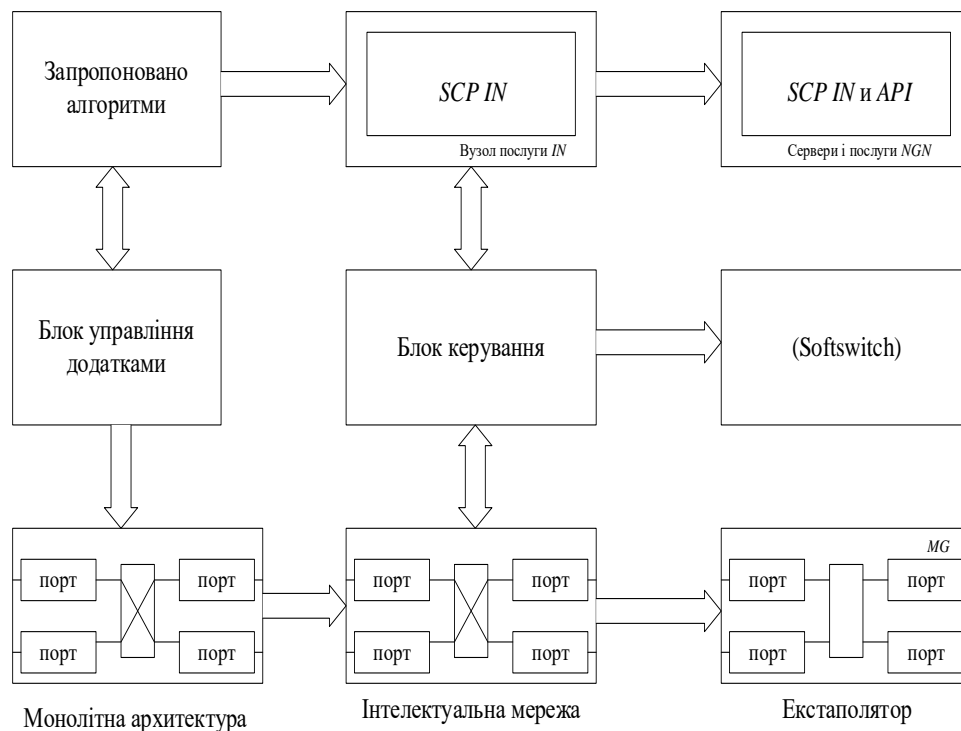 Запропоновано
алгоритми
SCP IN
Вузол послуги IN
SCP IN и API
Сервери і послуги NGN
Блок управління
додатками
Блок керування
(Softswitch)
порт
порт
порт
порт
порт
порт
порт
порт
MG
порт
порт
порт
порт
Монолітна архитектура
Інтелектуальна мережа
Екстаполятор